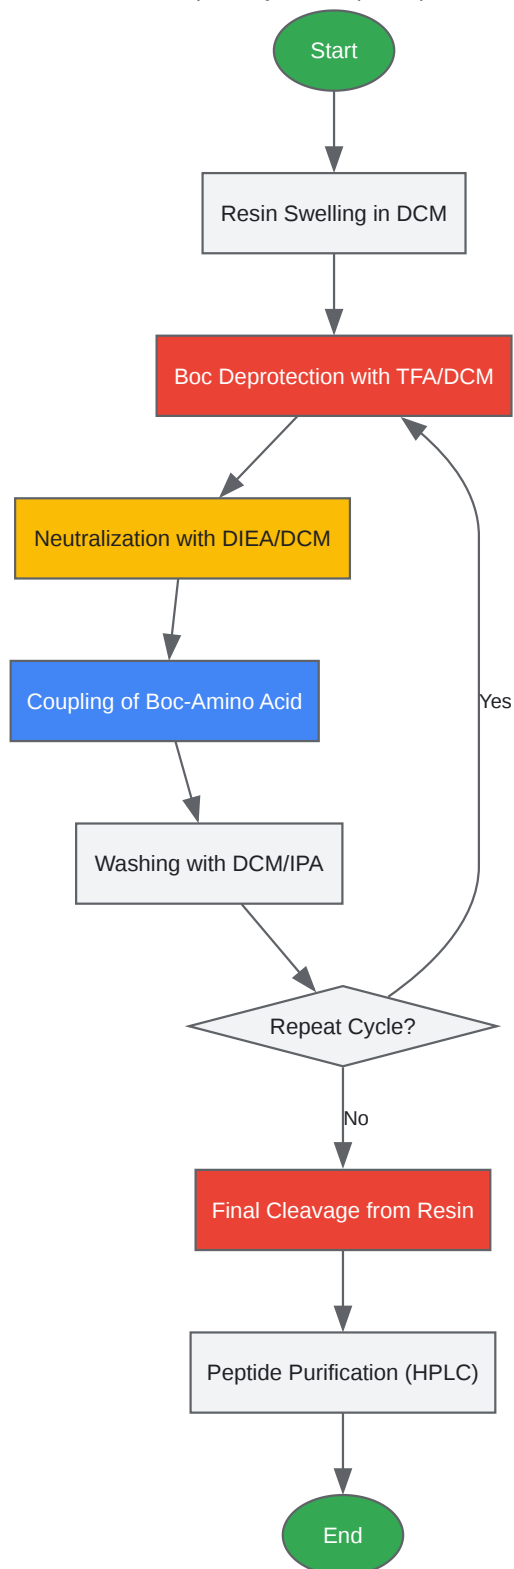 Start
Resin Swelling in DCM
Boc Deprotection with TFA/DCM
Neutralization with DIEA/DCM
Coupling of Boc-Amino Acid
Yes
Washing with DCM/IPA
Repeat Cycle?
No
Final Cleavage from Resin
Peptide Purification (HPLC)
End